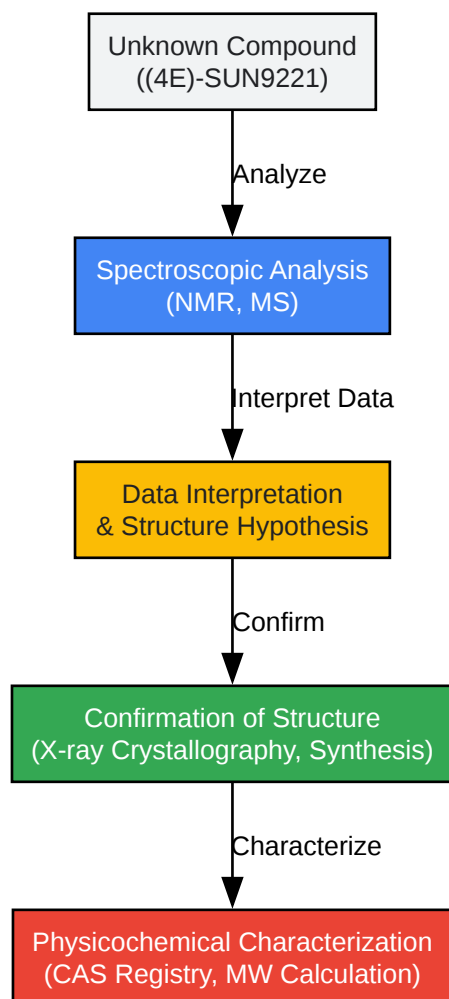 Unknown Compound
((4E)-SUN9221)
Analyze
Spectroscopic Analysis
(NMR, MS)
Interpret Data
Data Interpretation
& Structure Hypothesis
Confirm
Confirmation of Structure
(X-ray Crystallography, Synthesis)
Characterize
Physicochemical Characterization
(CAS Registry, MW Calculation)